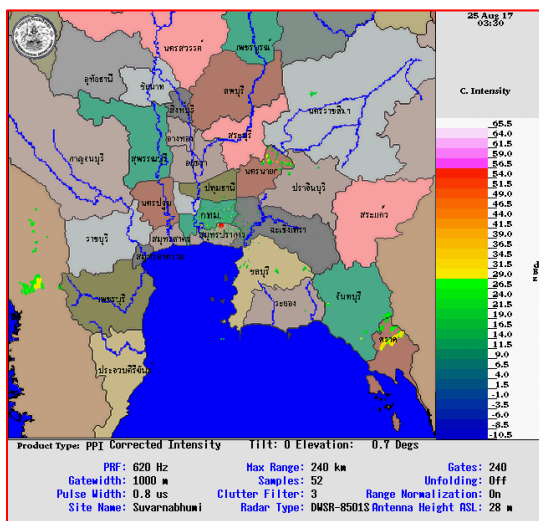 25 Aug 17
03:30
C. Intensity
นครสวรรค์
เพชรบูรณ์
อุทัยธานี
ชัยนาท
ลพบุรี
สิงห์บุรี
นครราชสีมา
อ่างทอง
สระบุรี
กาญจนบุรี
สุพรรณบุรี
อยุธยา
นครนายก
ปทุมธานี
ปราจีนบุรี
นครปฐม
กทม.
สระแก้ว
ฉะเชิงเทรา
ราชบุรี
สมุทรสาคร
สมุทรปราการ
ชลบุรี
เพชรบุรี
ระยอง
จันทบุรี
ตราด
ประจวบคีรีขันธ์
65.5
64.0
61.5
59.0
56.5
54.0
51.5
49.0
46.5
44.0
41.5
39.0
36.5
34.0
31.5
29.0
26.5
24.0
21.5
19.0
16.5
14.0
11.5
9.0
6.5
4.0
1.5
-1.0
-3.5
-6.0
-8.5
-10.5
Product Type: PPI Corrected Intensity Tilt: 0 Elevation: 0.7 Degs
PRF: 620 Hz Max Range: 240 km Gates: 240
Gatewidth: 1000 m Samples: 52 Unfolding: Off
Pulse Width: 0.8 us Clutter Filter: 3 Range Normalization: On
Site Name: Suvarnabhumi Radar Type: DWSR-8501S Antenna Height ASL: 28 m